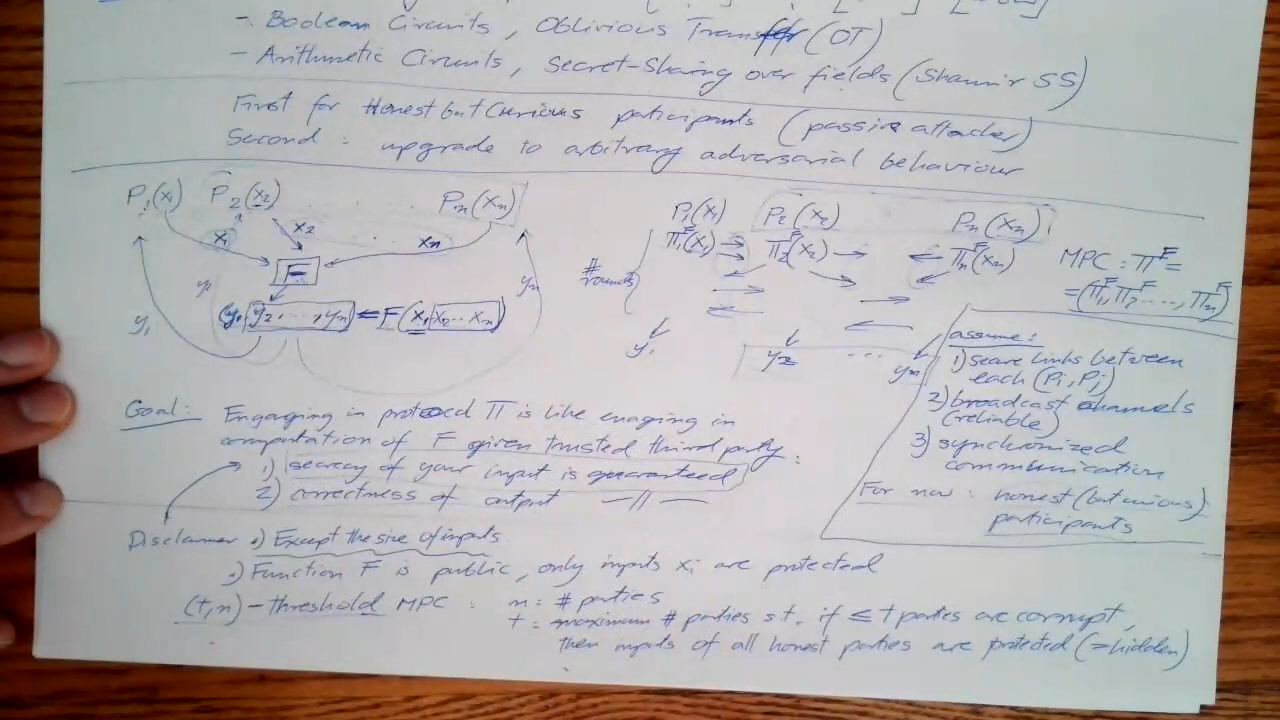 - Boolean Circuits, Oblivious Transfer (OT)
- Arithmetic Circuits, Secret-Sharing over fields (Shamir SS)
First for Honest but Curious participants (passive attacker)
Second: upgrade to arbitrary adversarial behaviour
P₁(x₁) P₂(x₂) . . . . Pₙ(xₙ)
x₁ x₂ . . . xₙ
F
y₁ yₙ
(y₁ y₂, ..., yₙ) ⇐ F(x₁ x₂ ... xₙ)
y₁
P₁(x₁) P₂(x₂) Pₙ(xₙ)
Π₁ᶠ(x₁) Π₂ᶠ(x₂) Πₙᶠ(xₙ)
# rounds
y₁ y₂ ... yₙ
MPC: Πᶠ =
= (Π₁ᶠ, Π₂ᶠ, ...., Πₙᶠ)
assume:
1) secure links between
each (Pi, Pj)
2) broadcast channels
(reliable)
3) synchronized
communication
For now: honest (but curious)
participants
Goal: Engaging in protocol Π is like enaging in
computation of F given trusted third party:
1) secrecy of your input is guaranteed
2) correctness of output —//—
Disclaimer •) Except the size of inputs
•) Function F is public, only inputs xi are protected
(t,n)-threshold MPC: n = # parties
t = maximum # parties s.t. if ≤ t parties are corrupt,
then inputs of all honest parties are protected (=hidden)